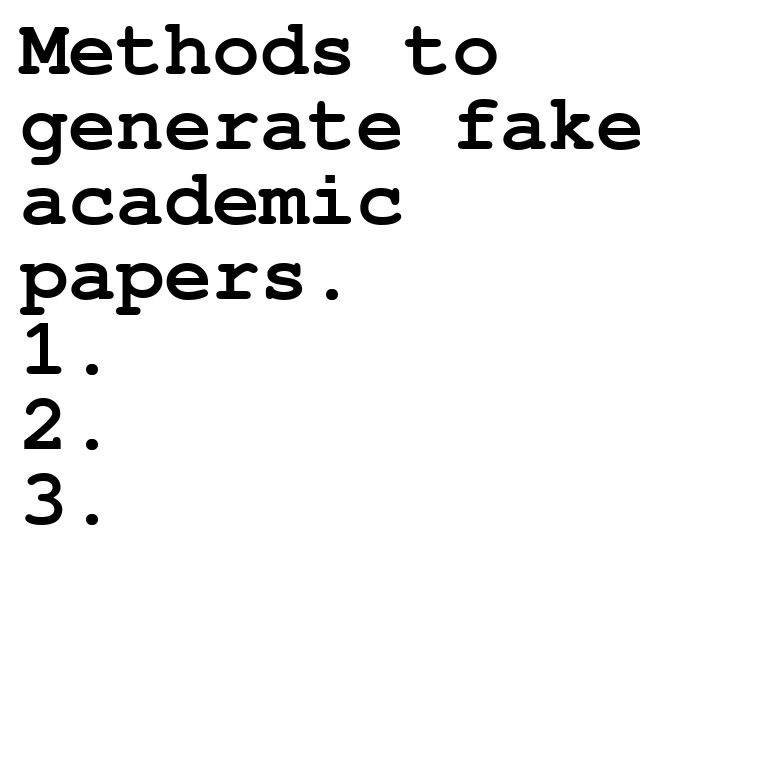 Methods to
generate fake
academic
papers.
1.
2.
3.